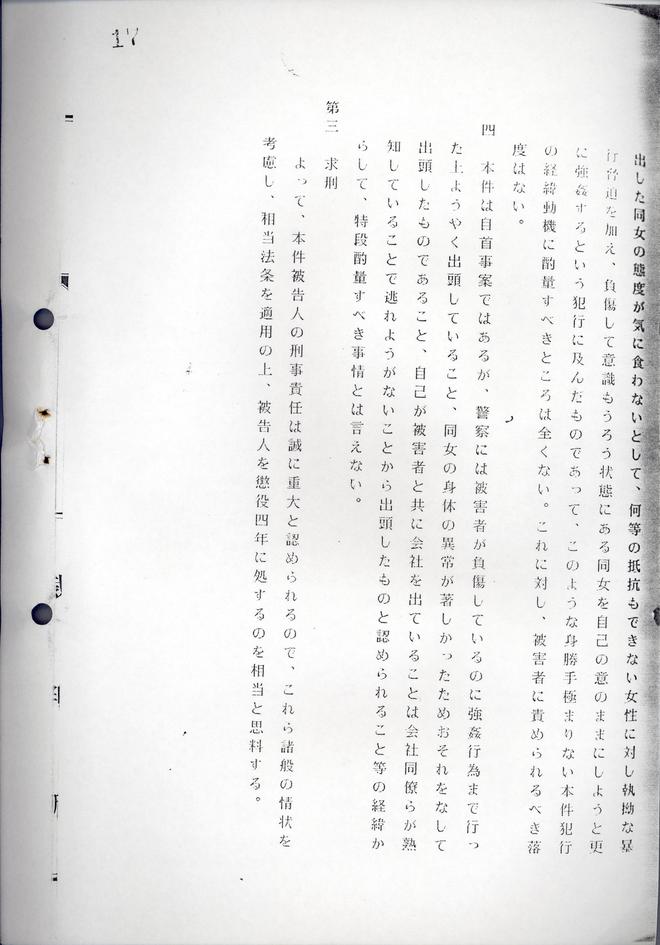 17
出した同女の態度が気に食わないとして、何等の抵抗もできない女性に対し執拗な暴
行脅迫を加え、負傷して意識もうろう状態にある同女を自己の意のままにしようと更
に強姦するという犯行に及んだものであって、このような身勝手極まりない本件犯行
の経緯動機に酌量すべきところは全くない。これに対し、被害者に責められるべき落
度はない。
四 本件は自首事案ではあるが、警察には被害者が負傷しているのに強姦行為まで行っ
た上ようやく出頭していること、同女の身体の異常が著しかったためおそれをなして
出頭したものであること、自己が被害者と共に会社を出ていることは会社同僚らが熟
知していることで逃れようがないことから出頭したものと認められること等の経緯か
らして、特段酌量すべき事情とは言えない。
第三 求刑
よって、本件被告人の刑事責任は誠に重大と認められるので、これら諸般の情状を
考慮し、相当法条を適用の上、被告人を懲役四年に処するのを相当と思料する。